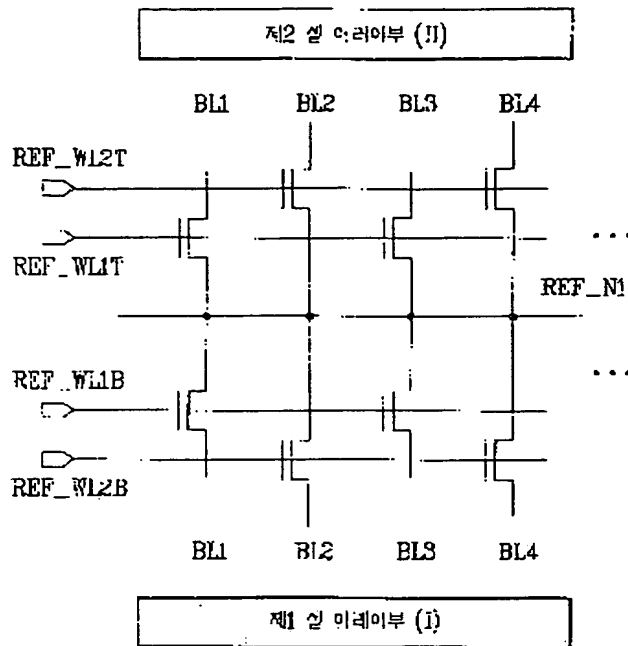 제2 셀 어레이부 (II)
BL1 BL2 BL3 BL4
REF_WL2T
REF_WL1T
REF_N1
REF_WL1B
REF_WL2B
BL1 BL2 BL3 BL4
제1 셀 어레이부 (I)